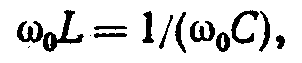 ω₀L = 1/(ω₀C),